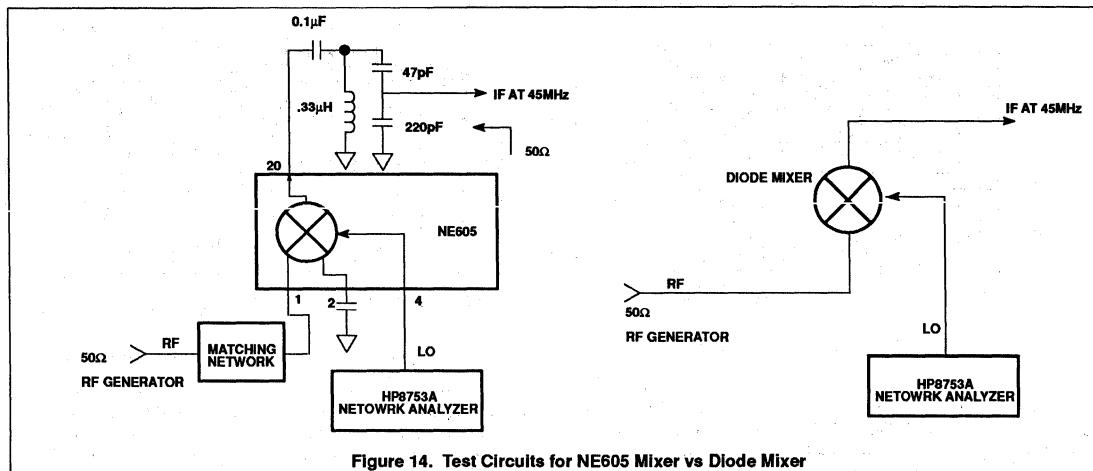 0.1µF
47pF
IF AT 45MHz
.33µH
220pF
50Ω
20
NE605
1
2
4
RF
50Ω
RF GENERATOR
MATCHING
NETWORK
LO
HP8753A
NETOWRK ANALYZER
IF AT 45MHz
DIODE MIXER
RF
50Ω
RF GENERATOR
LO
HP8753A
NETOWRK ANALYZER
Figure 14. Test Circuits for NE605 Mixer vs Diode Mixer